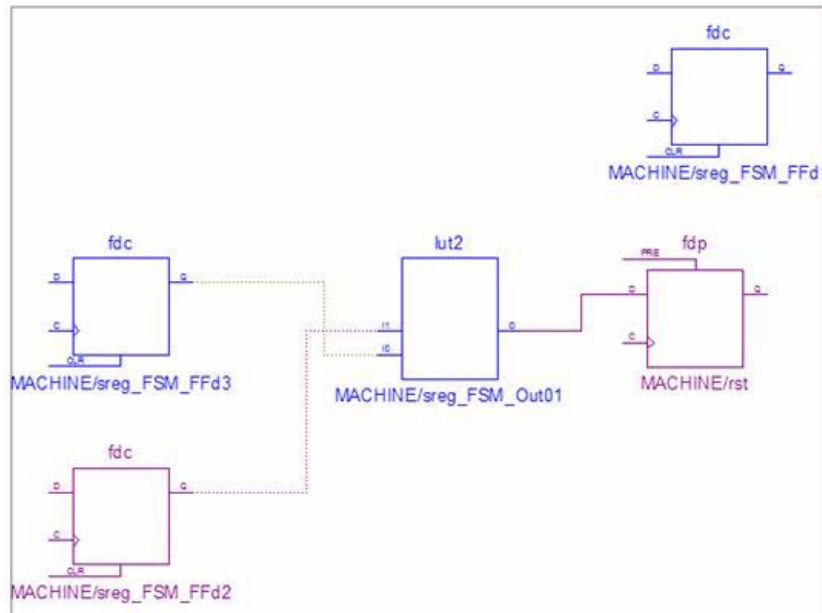 fdc
D
Q
C
CLR
MACHINE/sreg_FSM_FFd
fdc
D
Q
C
CLR
MACHINE/sreg_FSM_FFd3
lut2
I1
I0
O
MACHINE/sreg_FSM_Out01
fdp
PRE
D
Q
C
MACHINE/rst
fdc
D
Q
C
CLR
MACHINE/sreg_FSM_FFd2